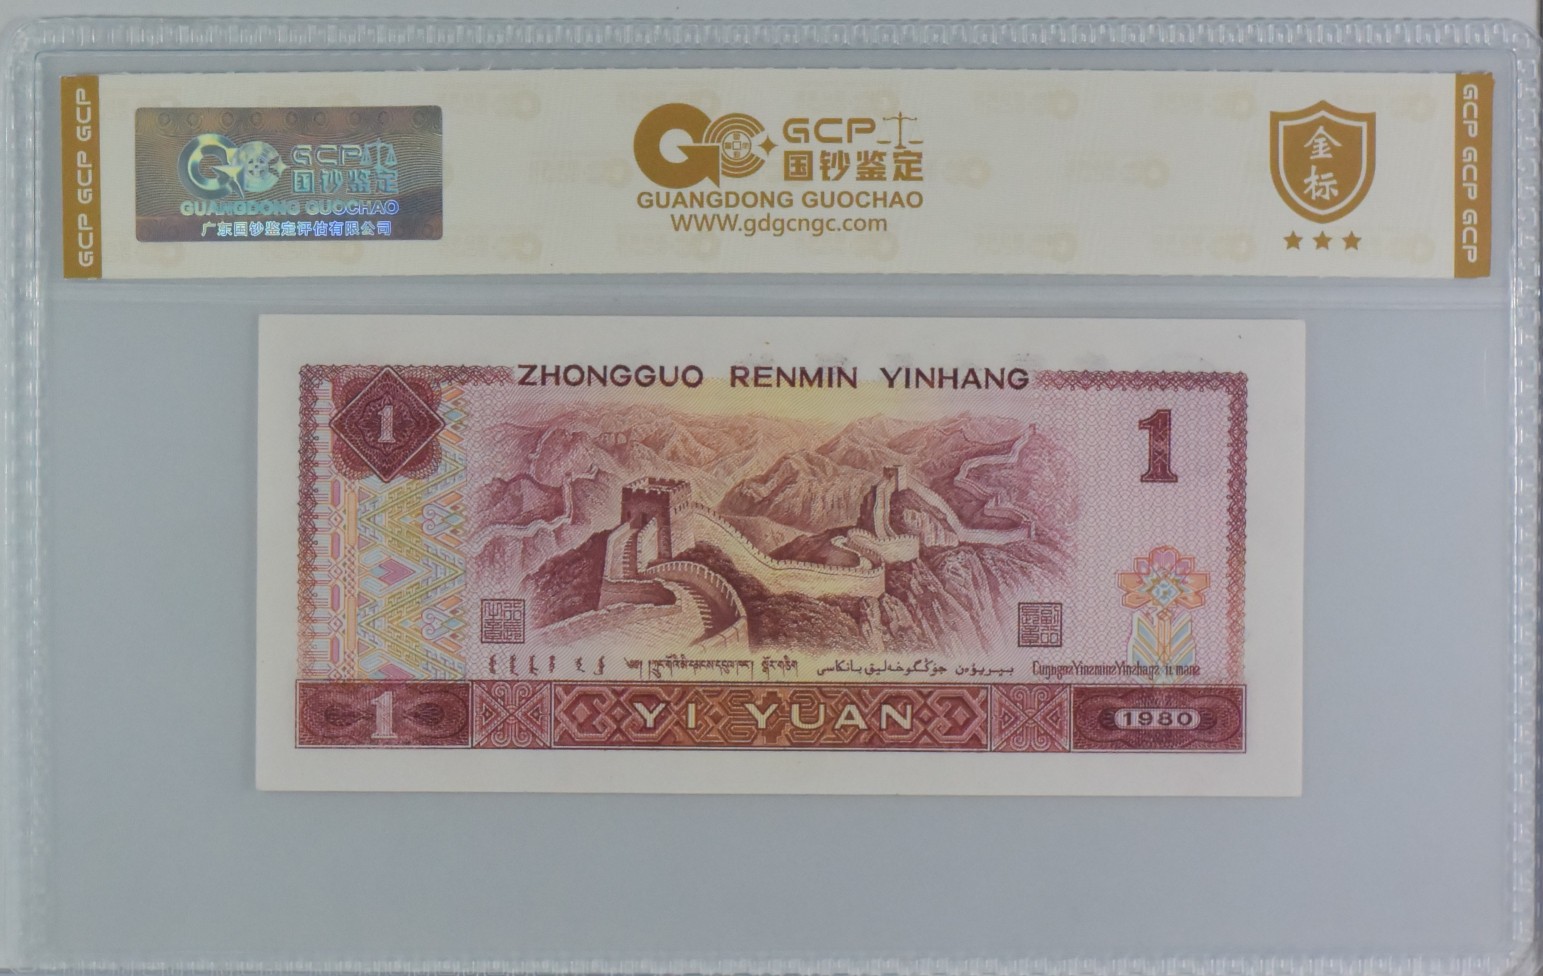 GCP GCP GCP
GCP
国钞鉴定
GUANGDONG GUOCHAO
广东国钞鉴定评估有限公司
GCP
国钞鉴定
GUANGDONG GUOCHAO
WWW.gdgcngc.com
金标
GCP GCP GCP
ZHONGGUO RENMIN YINHANG
1
1
YI YUAN
1
1980